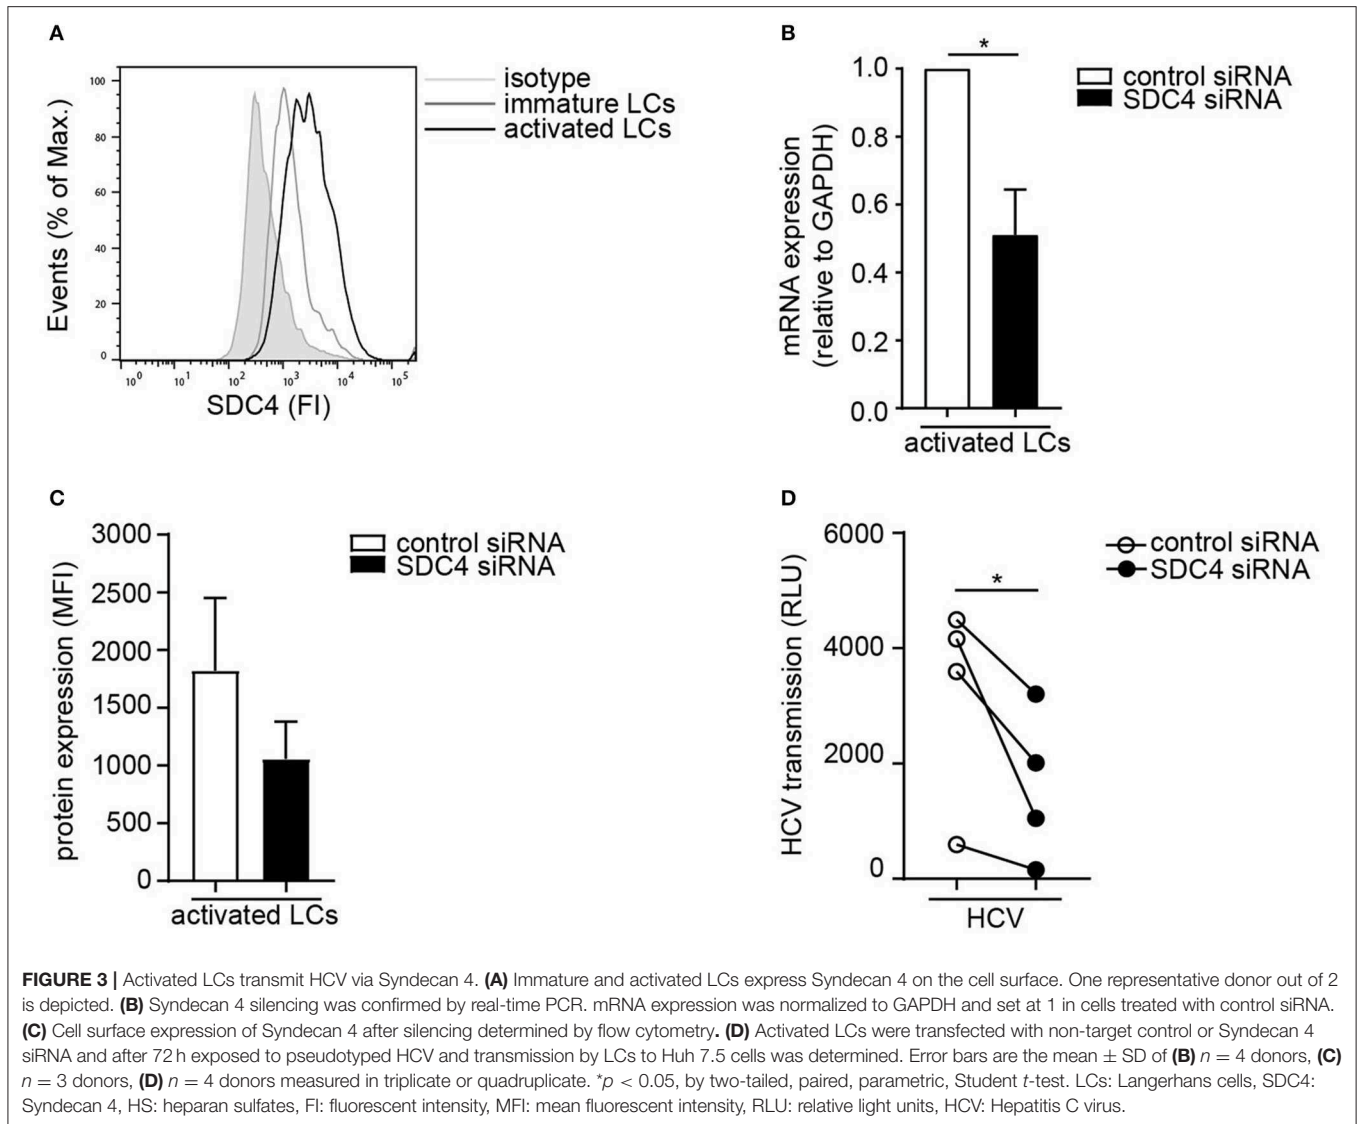 A
isotype
immature LCs
activated LCs
Events (% of Max.)
100
80
60
40
20
0
10^0 10^1 10^2 10^3 10^4 10^5
SDC4 (FI)
B
*
control siRNA
SDC4 siRNA
mRNA expression
(relative to GAPDH)
1.0
0.8
0.6
0.4
0.2
0.0
activated LCs
C
control siRNA
SDC4 siRNA
protein expression (MFI)
3000
2500
2000
1500
1000
500
0
activated LCs
D
control siRNA
SDC4 siRNA
*
HCV transmission (RLU)
6000
4000
2000
0
HCV
FIGURE 3 | Activated LCs transmit HCV via Syndecan 4. (A) Immature and activated LCs express Syndecan 4 on the cell surface. One representative donor out of 2
is depicted. (B) Syndecan 4 silencing was confirmed by real-time PCR. mRNA expression was normalized to GAPDH and set at 1 in cells treated with control siRNA.
(C) Cell surface expression of Syndecan 4 after silencing determined by flow cytometry. (D) Activated LCs were transfected with non-target control or Syndecan 4
siRNA and after 72 h exposed to pseudotyped HCV and transmission by LCs to Huh 7.5 cells was determined. Error bars are the mean ± SD of (B) n = 4 donors, (C)
n = 3 donors, (D) n = 4 donors measured in triplicate or quadruplicate. *p < 0.05, by two-tailed, paired, parametric, Student t-test. LCs: Langerhans cells, SDC4:
Syndecan 4, HS: heparan sulfates, FI: fluorescent intensity, MFI: mean fluorescent intensity, RLU: relative light units, HCV: Hepatitis C virus.